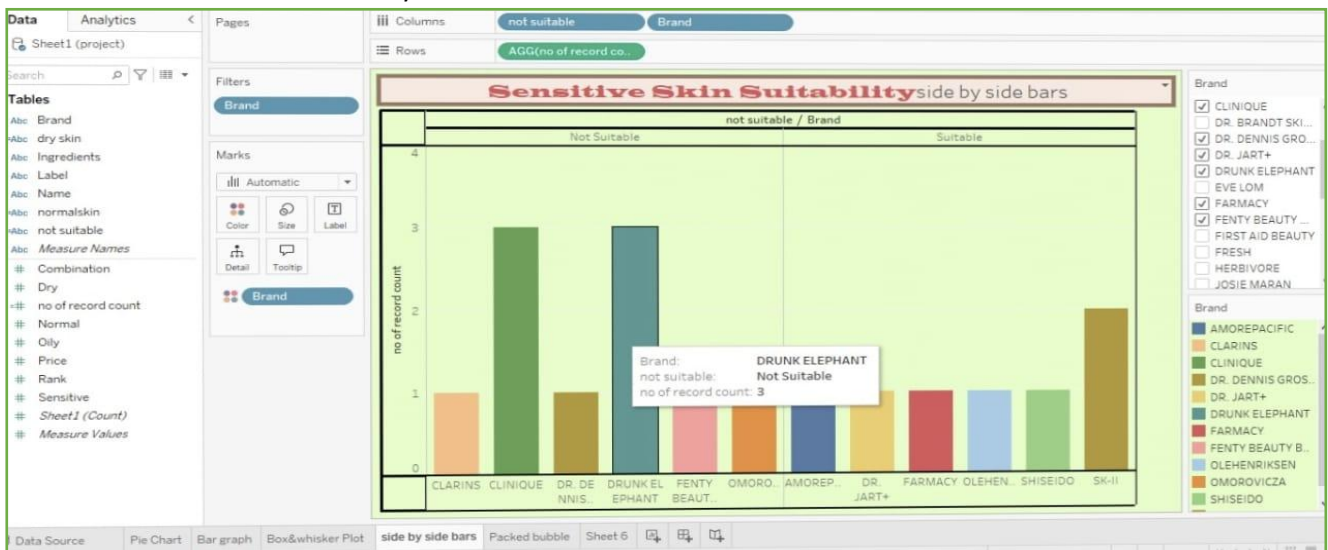 Data Analytics <
Sheet1 (project)
Search
Tables
Abc Brand
Abc dry skin
Abc Ingredients
Abc Label
Abc Name
Abc normalskin
Abc not suitable
Abc Measure Names
# Combination
# Dry
# no of record count
# Normal
# Oily
# Price
# Rank
# Sensitive
# Sheet1 (Count)
# Measure Values
Pages
Filters
Brand
Marks
Automatic
Color Size Label
Detail Tooltip
Brand
Columns not suitable Brand
Rows AGG(no of record co..
Sensitive Skin Suitability side by side bars
not suitable / Brand
Not Suitable Suitable
no of record count
4
3
2
1
0
Brand: DRUNK ELEPHANT
not suitable: Not Suitable
no of record count: 3
CLARINS CLINIQUE DR. DE NNIS.. DRUNK EL EPHANT FENTY BEAUT.. OMORO.. AMOREP.. DR. JART+ FARMACY OLEHEN.. SHISEIDO SK-II
Brand
CLINIQUE
DR. BRANDT SKI...
DR. DENNIS GRO...
DR. JART+
DRUNK ELEPHANT
EVE LOM
FARMACY
FENTY BEAUTY ...
FIRST AID BEAUTY
FRESH
HERBIVORE
JOSIE MARAN
Brand
AMOREPACIFIC
CLARINS
CLINIQUE
DR. DENNIS GROS..
DR. JART+
DRUNK ELEPHANT
FARMACY
FENTY BEAUTY B..
OLEHENRIKSEN
OMOROVICZA
SHISEIDO
Data Source Pie Chart Bar graph Box&whisker Plot side by side bars Packed bubble Sheet 6